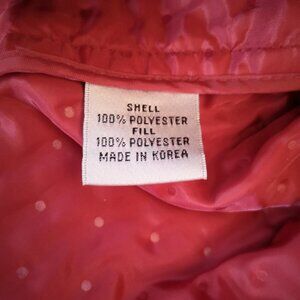 SHELL
100% POLYESTER
FILL
100% POLYESTER
MADE IN KOREA